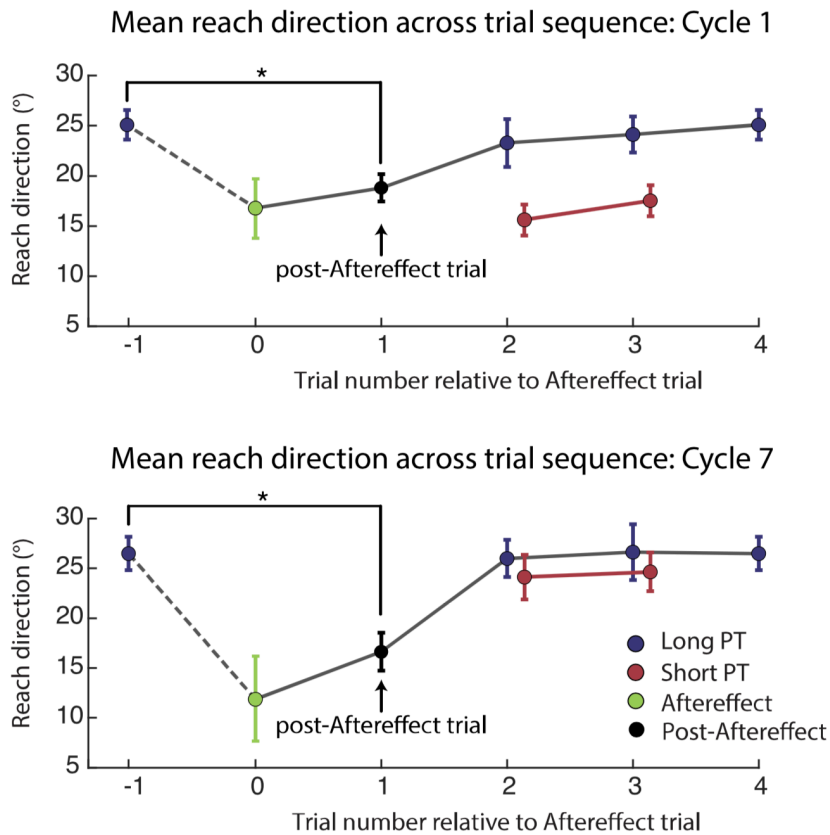 Mean reach direction across trial sequence: Cycle 1
Reach direction (°)
30
25
20
15
10
5
*
post-Aftereffect trial
-1 0 1 2 3 4
Trial number relative to Aftereffect trial
Mean reach direction across trial sequence: Cycle 7
Reach direction (°)
30
25
20
15
10
5
*
post-Aftereffect trial
Long PT
Short PT
Aftereffect
Post-Aftereffect
-1 0 1 2 3 4
Trial number relative to Aftereffect trial